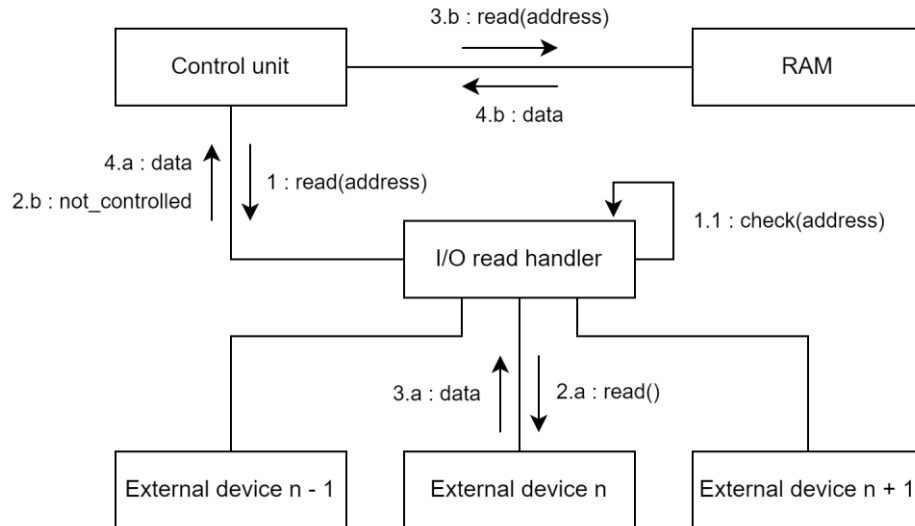 3.b : read(address)
Control unit
RAM
4.b : data
4.a : data
1 : read(address)
2.b : not_controlled
1.1 : check(address)
I/O read handler
3.a : data
2.a : read()
External device n - 1
External device n
External device n + 1